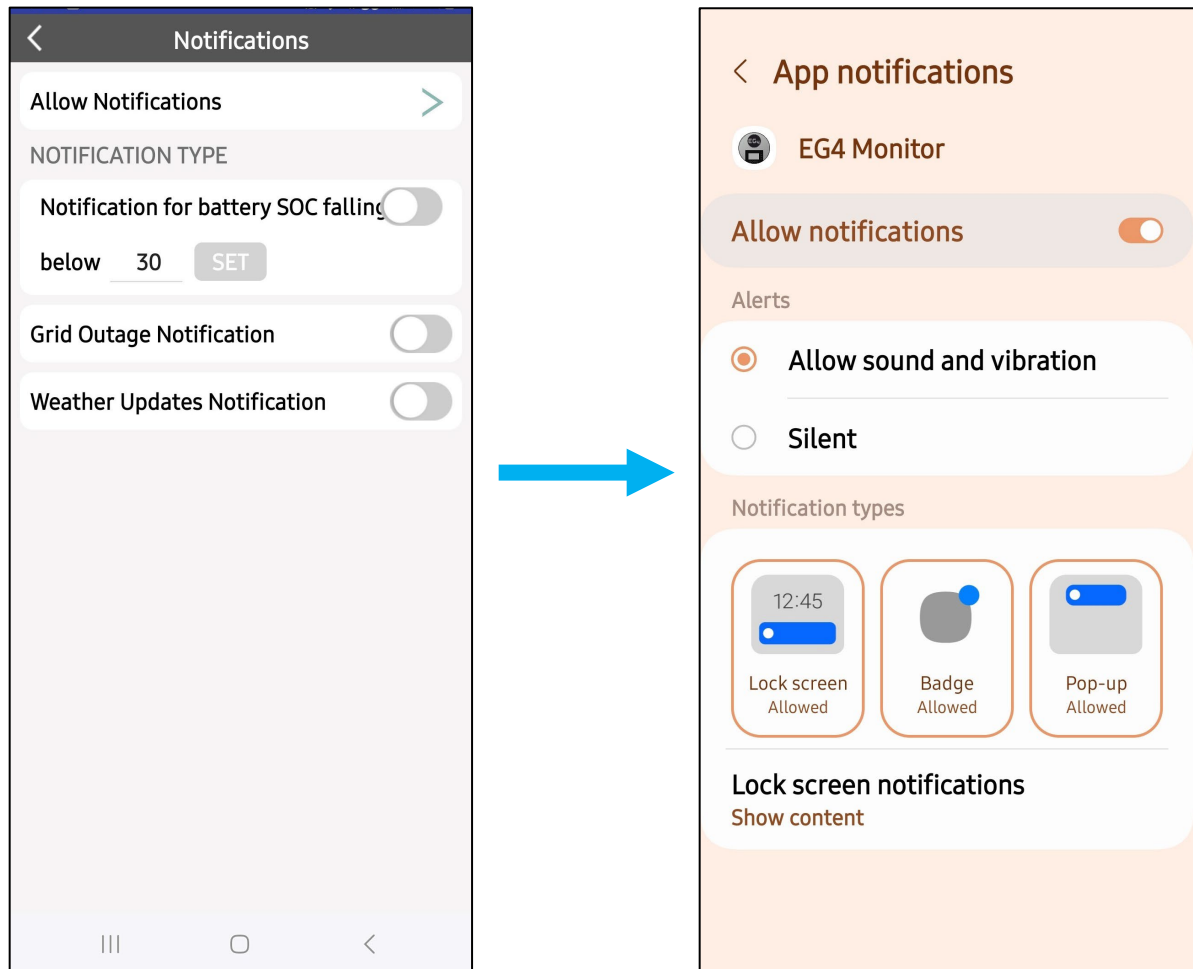 Notifications
Allow Notifications
NOTIFICATION TYPE
Notification for battery SOC falling
below 30 SET
Grid Outage Notification
Weather Updates Notification
App notifications
EG4 Monitor
Allow notifications
Alerts
Allow sound and vibration
Silent
Notification types
12:45
Lock screen
Allowed
Badge
Allowed
Pop-up
Allowed
Lock screen notifications
Show content